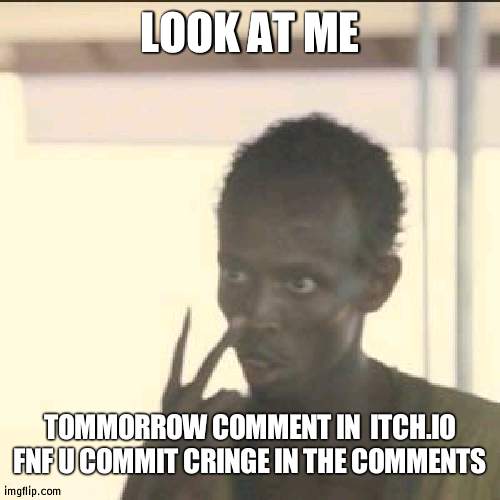 LOOK AT ME
TOMMORROW COMMENT IN ITCH.IO
FNF U COMMIT CRINGE IN THE COMMENTS
imgflip.com